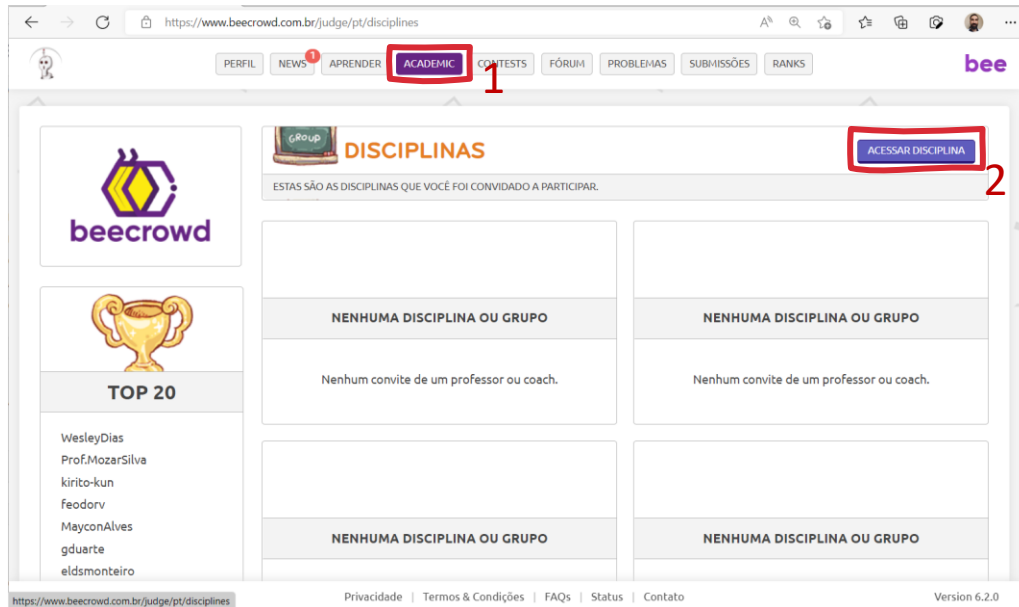 https://www.beecrowd.com.br/judge/pt/disciplines
PERFIL NEWS 1 APRENDER ACADEMIC CONTESTS FÓRUM PROBLEMAS SUBMISSÕES RANKS bee
1
GROUP
DISCIPLINAS
ACESSAR DISCIPLINA
2
ESTAS SÃO AS DISCIPLINAS QUE VOCÊ FOI CONVIDADO A PARTICIPAR.
beecrowd
NENHUMA DISCIPLINA OU GRUPO
Nenhum convite de um professor ou coach.
NENHUMA DISCIPLINA OU GRUPO
Nenhum convite de um professor ou coach.
TOP 20
WesleyDias
Prof.MozarSilva
kirito-kun
feodorv
MayconAlves
gduarte
eldsmonteiro
NENHUMA DISCIPLINA OU GRUPO
NENHUMA DISCIPLINA OU GRUPO
https://www.beecrowd.com.br/judge/pt/disciplines
Privacidade | Termos & Condições | FAQs | Status | Contato
Version 6.2.0